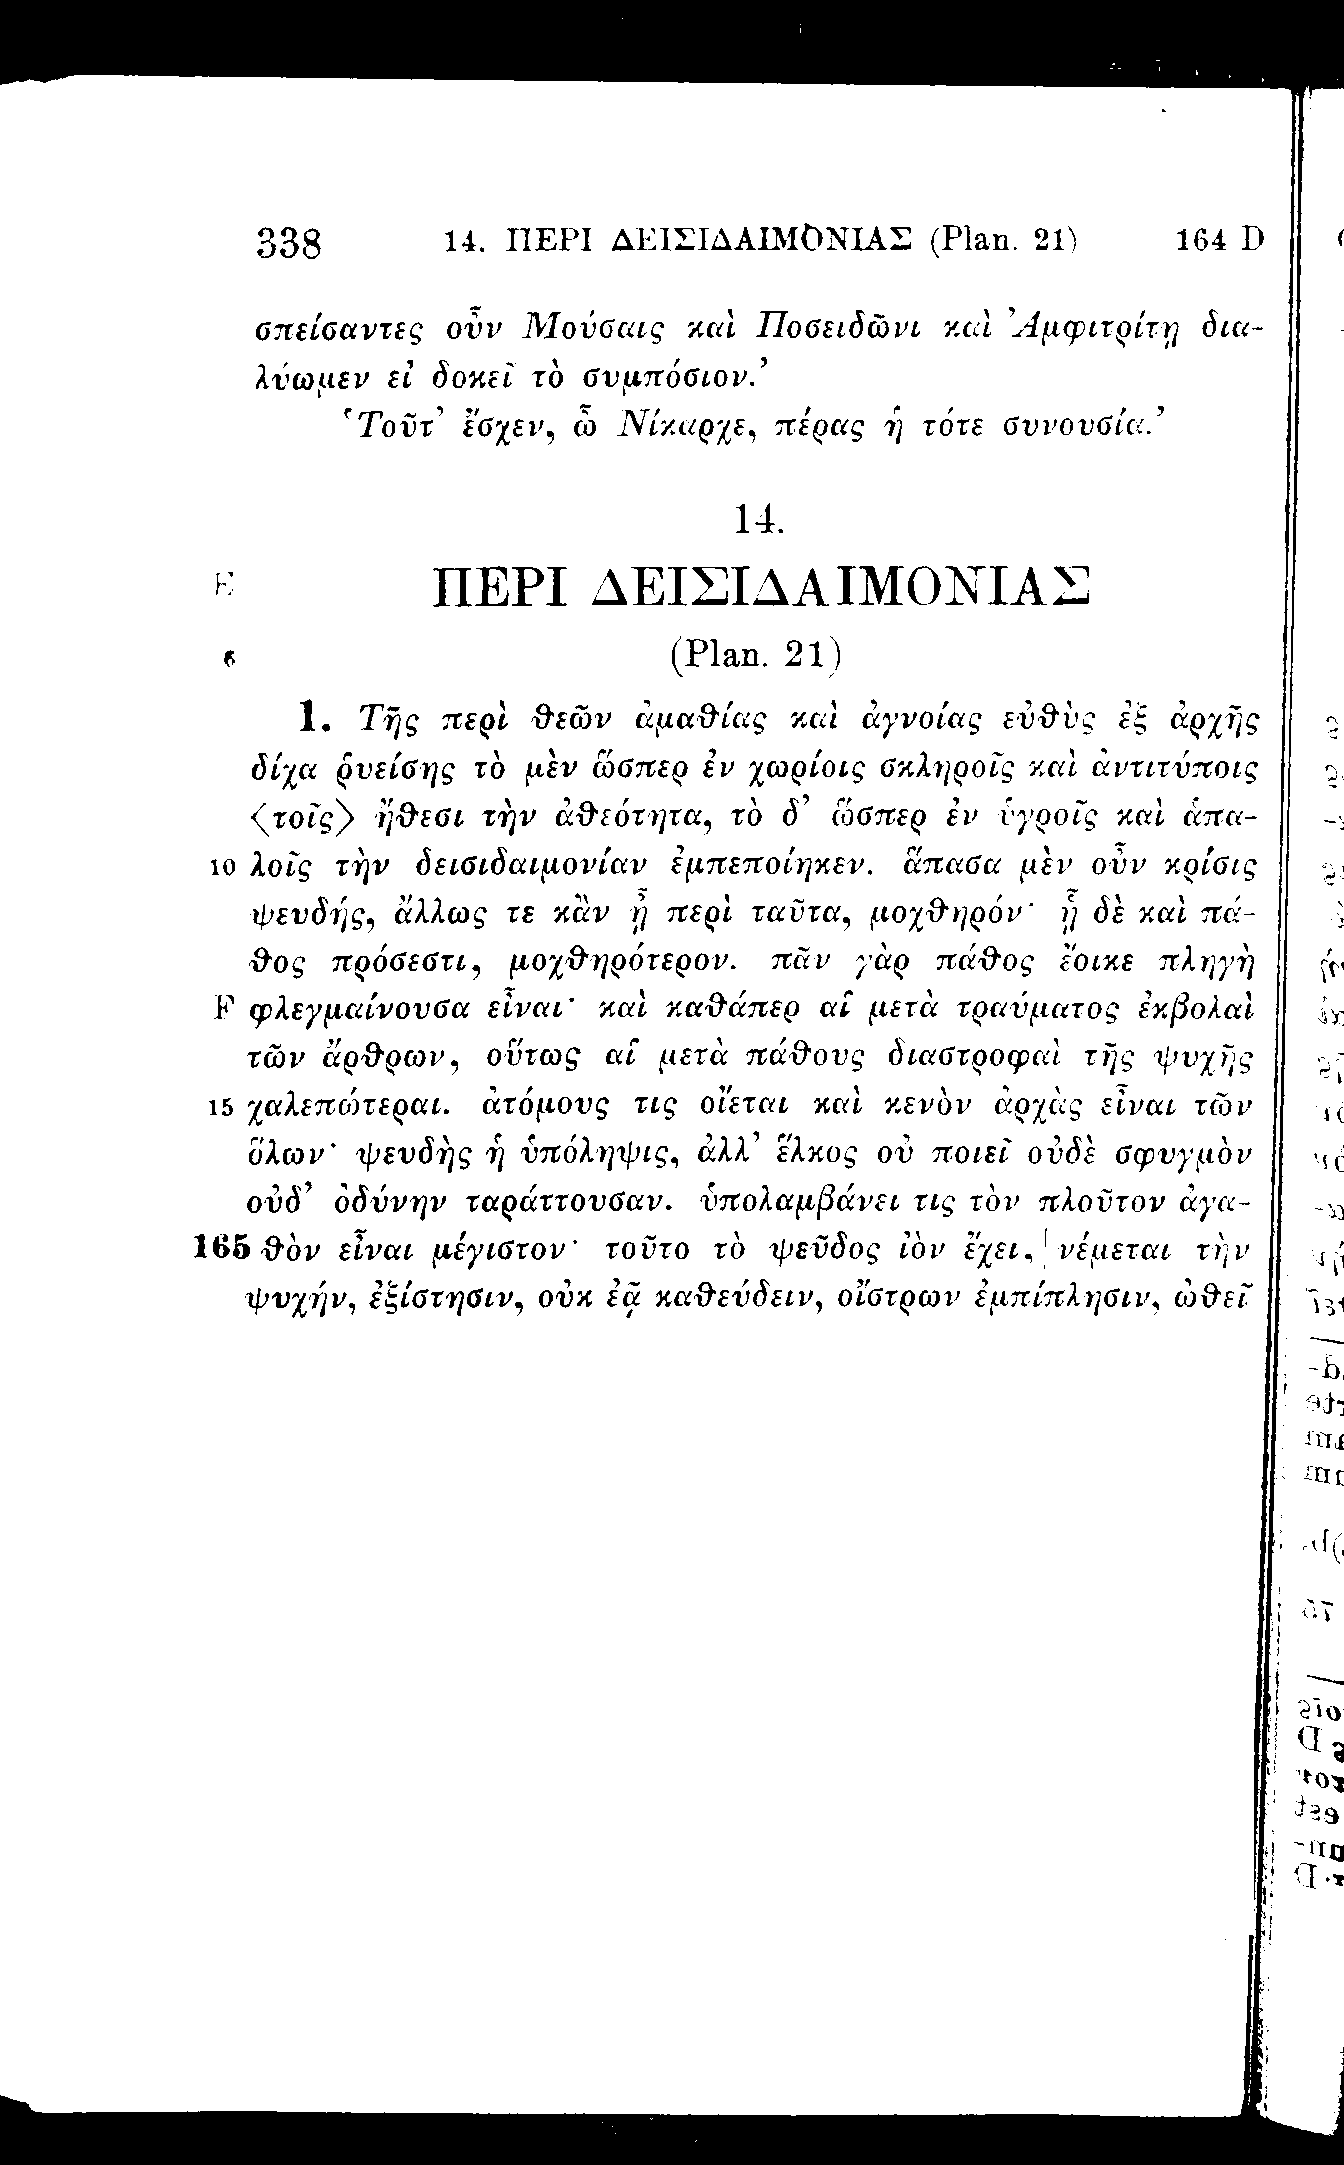 338 14. ΠΕΡΙ ΔΕΙΣΙΔΑΙΜΟΝΙΑΣ (Plan. 21) 164 D
σπείσαντες οὖν Μούσαις καὶ Ποσειδῶνι καὶ Ἀμφιτρίτῃ δια-
λύωμεν εἰ δοκεῖ τὸ συμπόσιον.’
‘Τοῦτ’ ἔσχεν, ὦ Νίκαρχε, πέρας ἡ τότε συνουσία.’
14.
E ΠΕΡΙ ΔΕΙΣΙΔΑΙΜΟΝΙΑΣ
6 (Plan. 21)
1. Τῆς περὶ θεῶν ἀμαθίας καὶ ἀγνοίας εὐθὺς ἐξ ἀρχῆς
δίχα ῥυείσης τὸ μὲν ὥσπερ ἐν χωρίοις σκληροῖς καὶ ἀντιτύποις
⟨τοῖς⟩ ἤθεσι τὴν ἀθεότητα, τὸ δ’ ὥσπερ ἐν ὑγροῖς καὶ ἁπα-
10 λοῖς τὴν δεισιδαιμονίαν ἐμπεποίηκεν. ἅπασα μὲν οὖν κρίσις
ψευδής, ἄλλως τε κἂν ᾖ περὶ ταῦτα, μοχθηρόν· ᾗ δὲ καὶ πά-
θος πρόσεστι, μοχθηρότερον. πᾶν γὰρ πάθος ἔοικε πληγὴ
F φλεγμαίνουσα εἶναι· καὶ καθάπερ αἱ μετὰ τραύματος ἐκβολαὶ
τῶν ἄρθρων, οὕτως αἱ μετὰ πάθους διαστροφαὶ τῆς ψυχῆς
15 χαλεπώτεραι. ἀτόμους τις οἴεται καὶ κενὸν ἀρχὰς εἶναι τῶν
ὅλων· ψευδὴς ἡ ὑπόληψις, ἀλλ’ ἕλκος οὐ ποιεῖ οὐδὲ σφυγμὸν
οὐδ’ ὀδύνην ταράττουσαν. ὑπολαμβάνει τις τὸν πλοῦτον ἀγα-
165 θὸν εἶναι μέγιστον· τοῦτο τὸ ψεῦδος ἰὸν ἔχει, | νέμεται τὴν
ψυχήν, ἐξίστησιν, οὐκ ἐᾷ καθεύδειν, οἴστρων ἐμπίπλησιν, ὠθεῖ